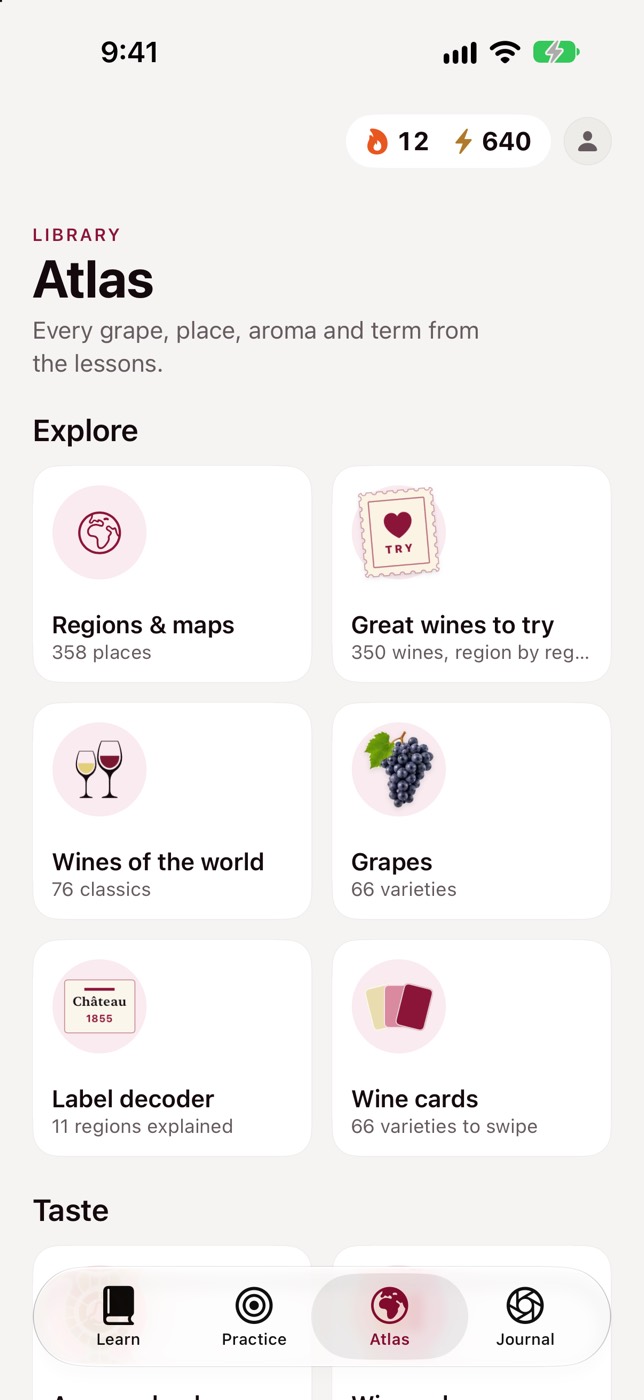 9:41
12 640
LIBRARY
Atlas
Every grape, place, aroma and term from
the lessons.
Explore
TRY
Regions & maps
358 places
Great wines to try
350 wines, region by reg...
Wines of the world
76 classics
Grapes
66 varieties
Château
1855
Label decoder
11 regions explained
Wine cards
66 varieties to swipe
Taste
Learn
Practice
Atlas
Journal